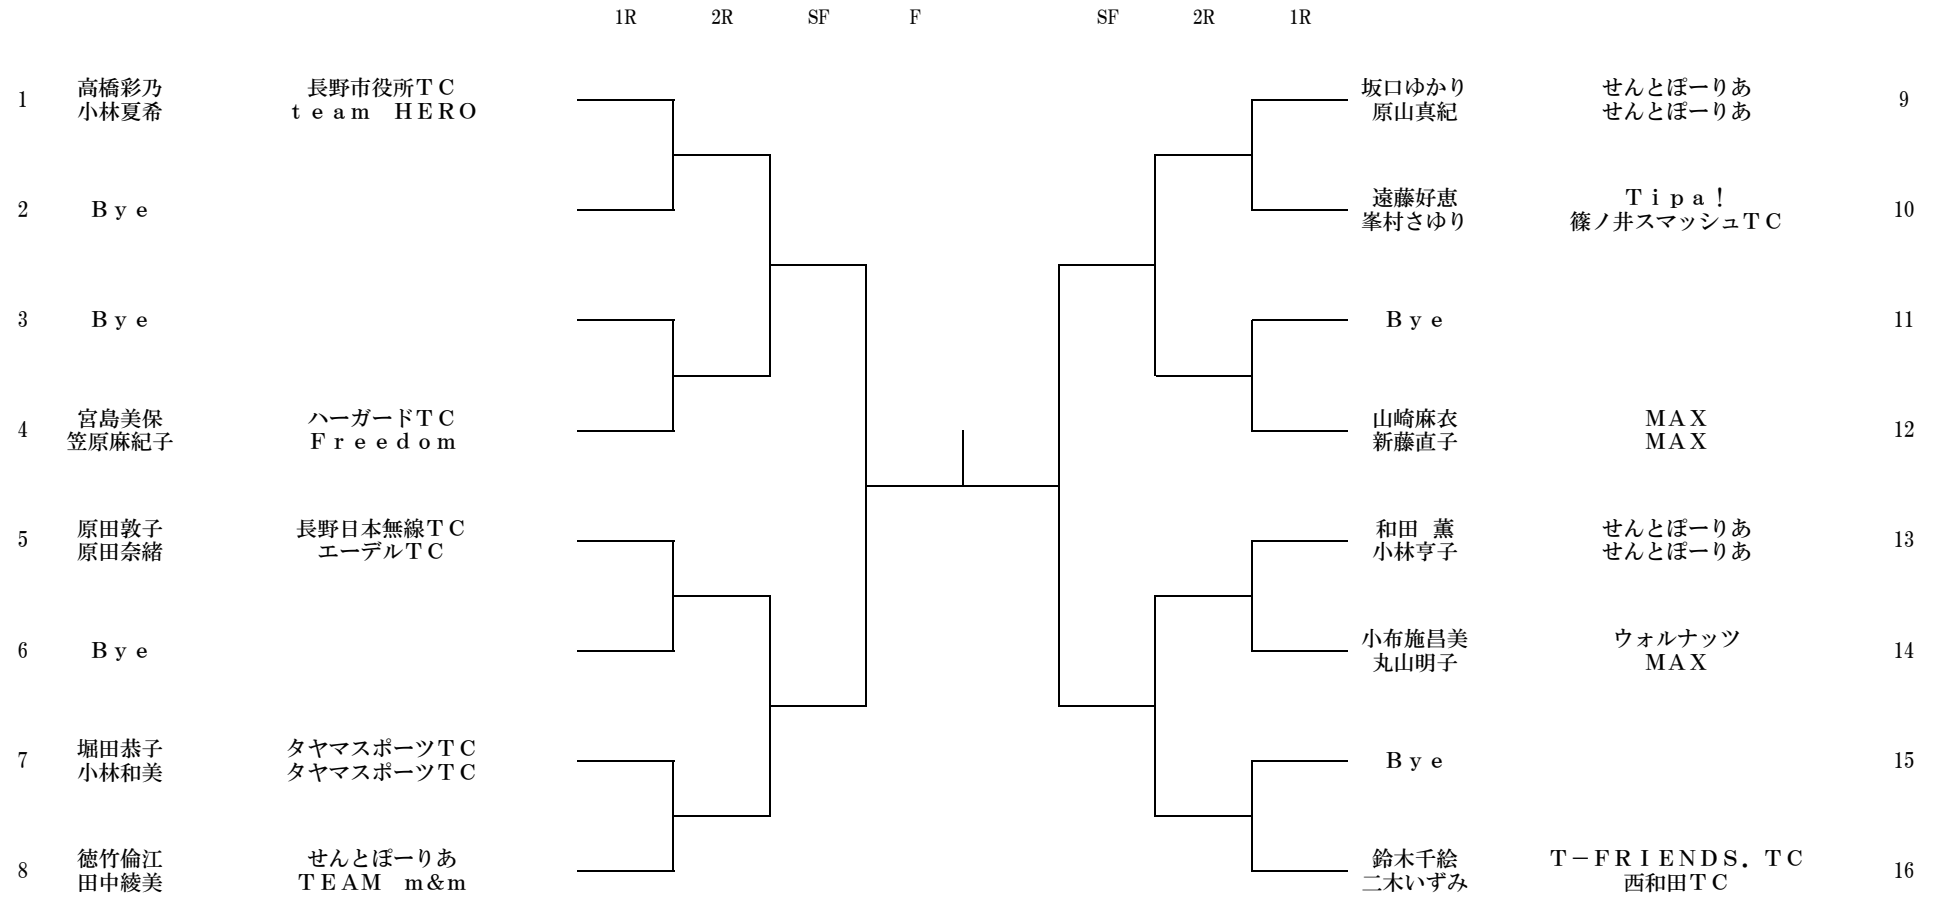 1R 2R SF F SF 2R 1R
高橋彩乃 長野市役所ＴＣ 坂口ゆかり せんとぽーりあ
1 9
小林夏希 ｔｅａｍ　ＨＥＲＯ 原山真紀 せんとぽーりあ
遠藤好恵 Ｔｉｐａ！
2 Ｂｙｅ 10
峯村さゆり 篠ノ井スマッシュＴＣ
3 Ｂｙｅ Ｂｙｅ 11
宮島美保 ハーガードＴＣ 山崎麻衣 ＭＡＸ
4 12
笠原麻紀子 Ｆｒｅｅｄｏｍ 新藤直子 ＭＡＸ
原田敦子 長野日本無線ＴＣ 和田　薫 せんとぽーりあ
5 13
原田奈緒 エーデルＴＣ 小林亨子 せんとぽーりあ
小布施昌美 ウォルナッツ
6 Ｂｙｅ 14
丸山明子 ＭＡＸ
堀田恭子 タヤマスポーツＴＣ
7 Ｂｙｅ 15
小林和美 タヤマスポーツＴＣ
徳竹倫江 せんとぽーりあ 鈴木千絵 Ｔ－ＦＲＩＥＮＤＳ．ＴＣ
8 16
田中綾美 ＴＥＡＭ　ｍ＆ｍ 二木いずみ 西和田ＴＣ